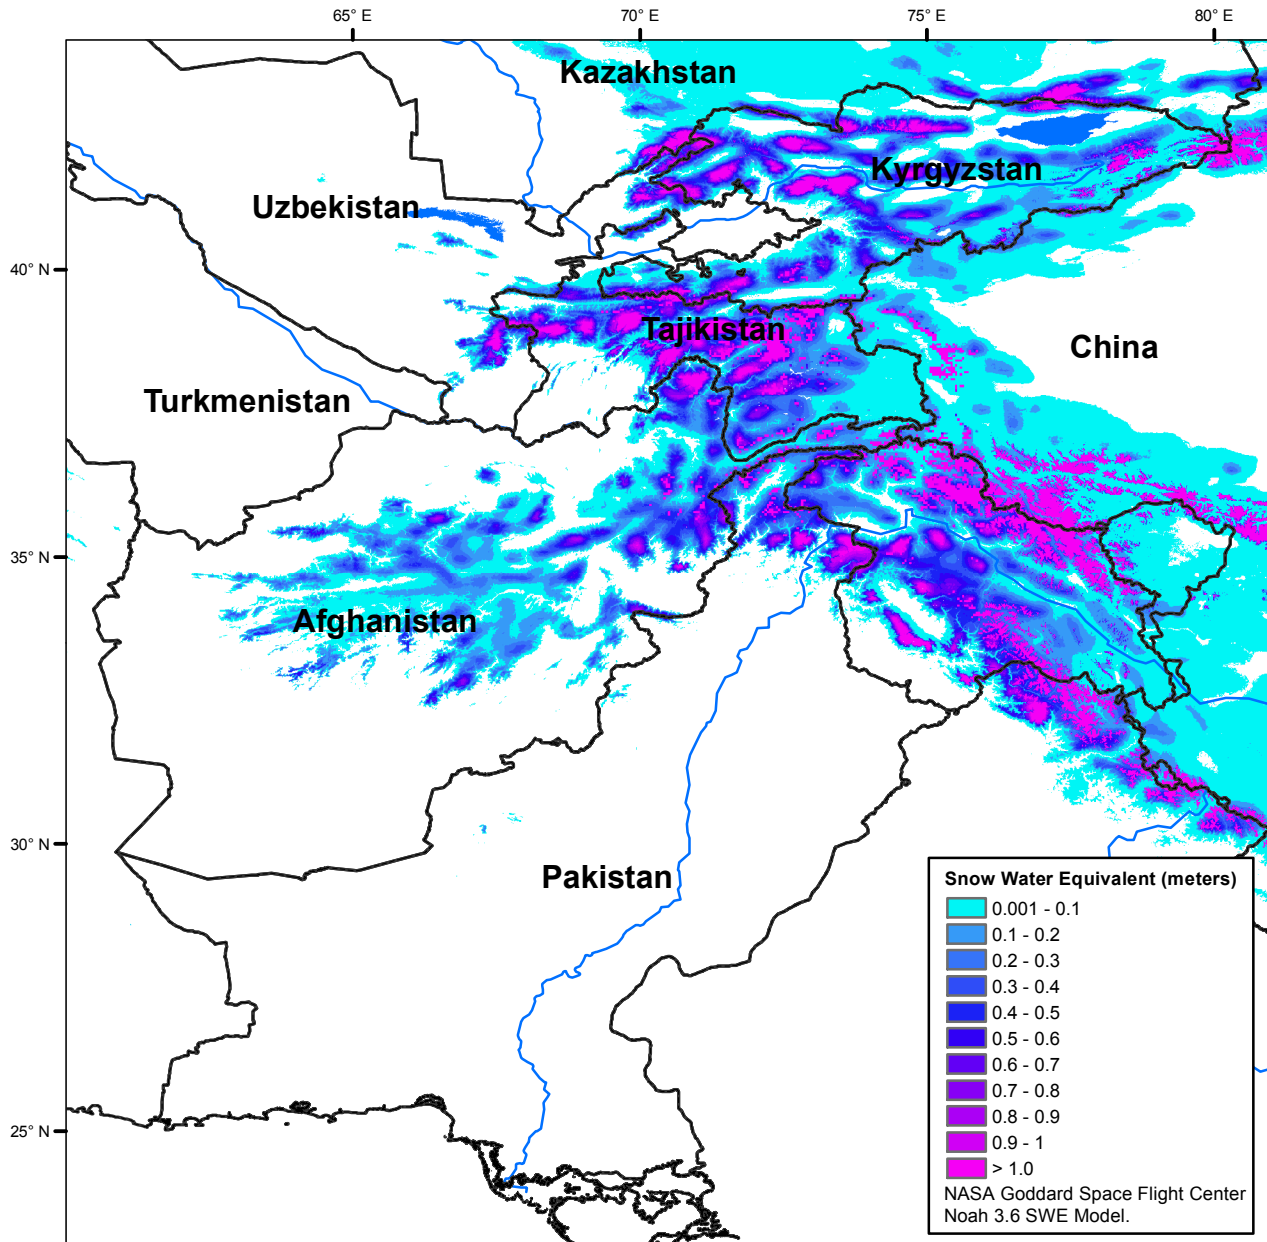 65° E 70° E 75° E 80° E
Kazakhstan
Kyrgyzstan
Uzbekistan
40° N
Tajikistan
China
Turkmenistan
35° N
Afghanistan
30° N
Pakistan
25° N
Snow Water Equivalent (meters)
0.001 - 0.1
0.1 - 0.2
0.2 - 0.3
0.3 - 0.4
0.4 - 0.5
0.5 - 0.6
0.6 - 0.7
0.7 - 0.8
0.8 - 0.9
0.9 - 1
> 1.0
NASA Goddard Space Flight Center
Noah 3.6 SWE Model.